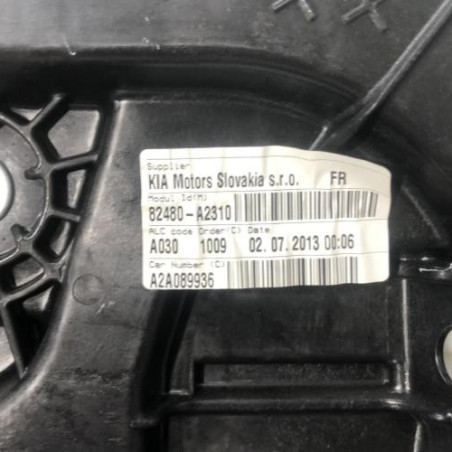 Supplier
KIA Motors Slovakia s.r.o. FR
Modul Id(M)
82480-A2310
ALC code Order(C) Date
A030 1009 02.07.2013 00:06
Car Number (C)
A2A089936